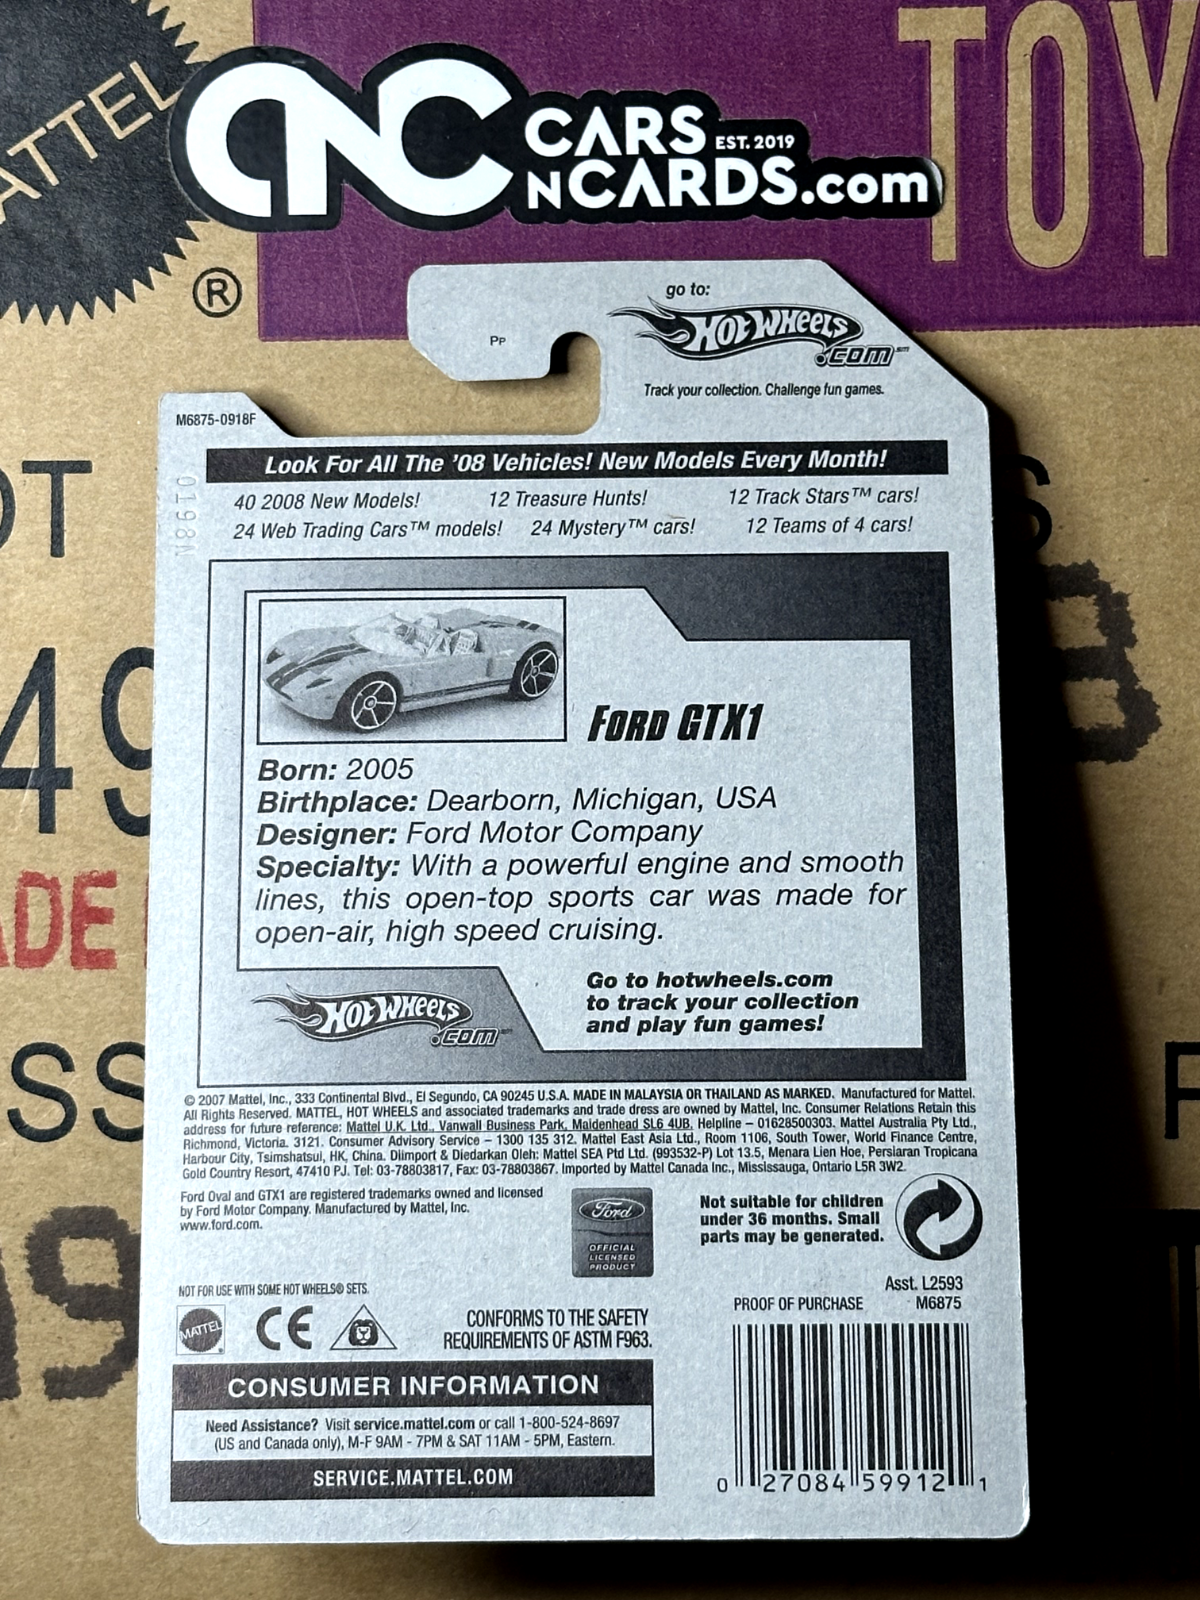 MATTEL
TOY
CNC CARS EST. 2019
NCARDS.com
®
go to:
HOT WHEELS
.COM℠
Track your collection. Challenge fun games.
PP
M6875-0918F
Look For All The '08 Vehicles! New Models Every Month!
40 2008 New Models! 12 Treasure Hunts! 12 Track Stars™ cars!
24 Web Trading Cars™ models! 24 Mystery™ cars! 12 Teams of 4 cars!
FORD GTX1
Born: 2005
Birthplace: Dearborn, Michigan, USA
Designer: Ford Motor Company
Specialty: With a powerful engine and smooth
lines, this open-top sports car was made for
open-air, high speed cruising.
HOT WHEELS
.COM℠
Go to hotwheels.com
to track your collection
and play fun games!
© 2007 Mattel, Inc., 333 Continental Blvd., El Segundo, CA 90245 U.S.A. MADE IN MALAYSIA OR THAILAND AS MARKED. Manufactured for Mattel.
All Rights Reserved. MATTEL, HOT WHEELS and associated trademarks and trade dress are owned by Mattel, Inc. Consumer Relations Retain this
address for future reference: Mattel U.K. Ltd., Vanwall Business Park, Maidenhead SL6 4UB. Helpline – 01628500303. Mattel Australia Pty Ltd.,
Richmond, Victoria. 3121. Consumer Advisory Service – 1300 135 312. Mattel East Asia Ltd., Room 1106, South Tower, World Finance Centre,
Harbour City, Tsimshatsui, HK, China. Diimport & Diedarkan Oleh: Mattel SEA Ptd Ltd. (993532-P) Lot 13.5, Menara Lien Hoe, Persiaran Tropicana
Gold Country Resort, 47410 PJ. Tel: 03-78803817, Fax: 03-78803867. Imported by Mattel Canada Inc., Mississauga, Ontario L5R 3W2.
Ford Oval and GTX1 are registered trademarks owned and licensed
by Ford Motor Company. Manufactured by Mattel, Inc.
www.ford.com.
Ford
OFFICIAL
LICENSED
PRODUCT
Not suitable for children
under 36 months. Small
parts may be generated.
Asst. L2593
PROOF OF PURCHASE M6875
NOT FOR USE WITH SOME HOT WHEELS® SETS.
MATTEL
CE
CONFORMS TO THE SAFETY
REQUIREMENTS OF ASTM F963.
CONSUMER INFORMATION
Need Assistance? Visit service.mattel.com or call 1-800-524-8697
(US and Canada only), M-F 9AM - 7PM & SAT 11AM - 5PM, Eastern.
SERVICE.MATTEL.COM
0 27084 59912 1